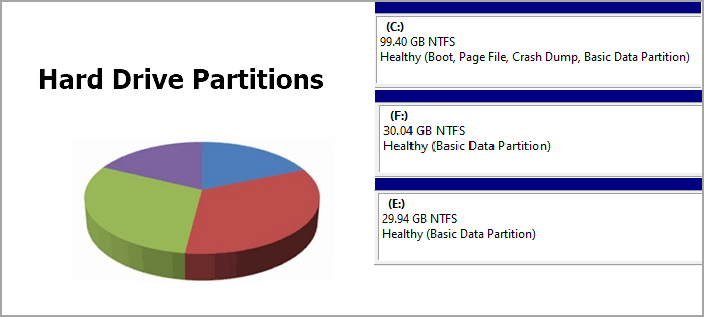 Hard Drive Partitions
(C:)
99.40 GB NTFS
Healthy (Boot, Page File, Crash Dump, Basic Data Partition)
(F:)
30.04 GB NTFS
Healthy (Basic Data Partition)
(E:)
29.94 GB NTFS
Healthy (Basic Data Partition)